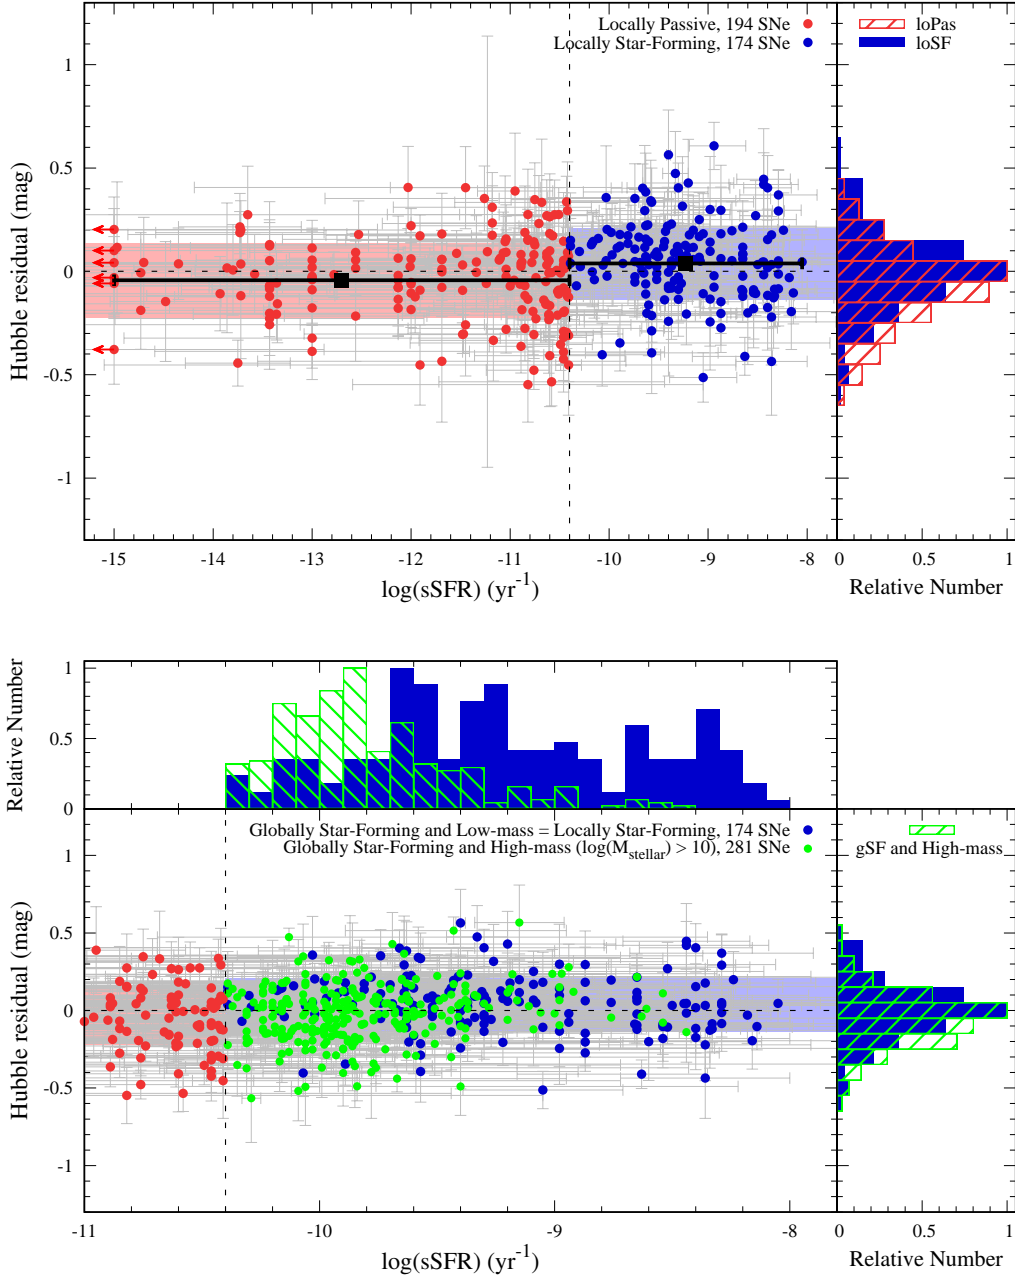 Locally Passive, 194 SNe
Locally Star-Forming, 174 SNe
loPas
loSF
Hubble residual (mag)
1
0.5
0
-0.5
-1
-15
-14
-13
-12
-11
-10
-9
-8
log(sSFR) (yr⁻¹)
0
0.5
1
Relative Number
Relative Number
1
0.5
0
Globally Star-Forming and Low-mass = Locally Star-Forming, 174 SNe
Globally Star-Forming and High-mass (log(M_stellar) > 10), 281 SNe
gSF and High-mass
Hubble residual (mag)
1
0.5
0
-0.5
-1
-11
-10
-9
-8
log(sSFR) (yr⁻¹)
0
0.5
1
Relative Number